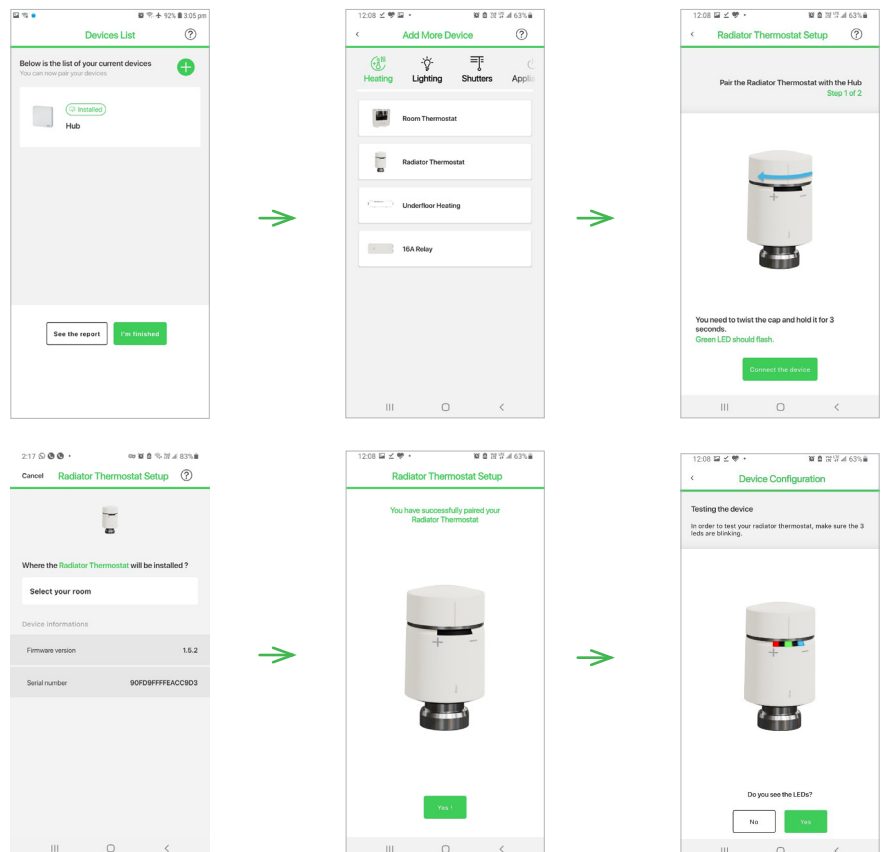 92% 3:05 pm
Devices List
?
Below is the list of your current devices
You can now pair your devices
+
Installed
Hub
See the report
I'm finished
12:08 63%
< Add More Device ?
Heating Lighting Shutters Applia
Room Thermostat
Radiator Thermostat
Underfloor Heating
16A Relay
12:08 63%
< Radiator Thermostat Setup ?
Pair the Radiator Thermostat with the Hub
Step 1 of 2
+ −
You need to twist the cap and hold it for 3
seconds.
Green LED should flash.
Connect the device
2:17 83%
Cancel Radiator Thermostat Setup ?
Where the Radiator Thermostat will be installed ?
Select your room
Device informations
Firmware version 1.5.2
Serial number 90FD9FFFFEACC9D3
12:08 63%
Radiator Thermostat Setup
You have successfully paired your
Radiator Thermostat
+ −
Yes !
12:08 63%
< Device Configuration
Testing the device
In order to test your radiator thermostat, make sure the 3
leds are blinking.
+ −
Do you see the LEDs?
No Yes